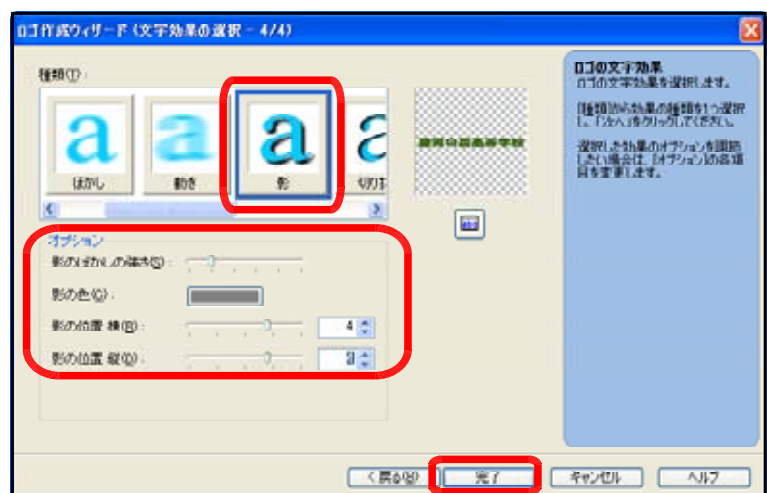 ロゴ作成ウィザード (文字効果の選択 - 4/4)
種類(T):
ぼかし
動き
影
オプション
影のぼかしの強さ(S):
影の色(C):
影の位置 横(B): 4
影の位置 縦(D): 3
ロゴの文字効果
ロゴの文字効果を選択します。
[種類]から効果の種類を1つ選択
し、「次へ」をクリックしてください。
選択した効果のオプションを調節
したい場合は、[オプション]の各項
目を変更します。
< 戻る(B)
完了
キャンセル
ヘルプ